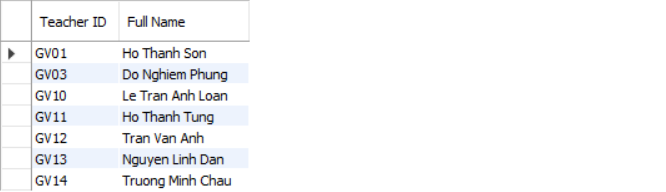 Teacher ID Full Name
GV01 Ho Thanh Son
GV03 Do Nghiem Phung
GV10 Le Tran Anh Loan
GV11 Ho Thanh Tung
GV12 Tran Van Anh
GV13 Nguyen Linh Dan
GV14 Truong Minh Chau